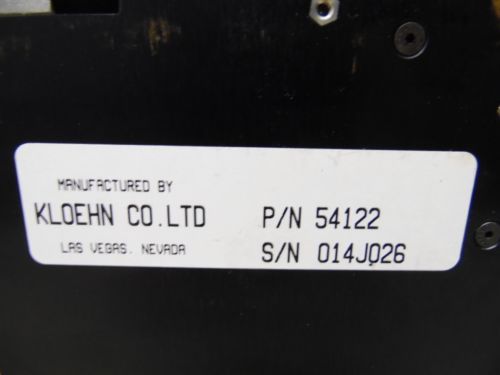 MANUFACTURED BY
KLOEHN CO.LTD
LAS VEGAS. NEVADA
P/N 54122
S/N 014J026